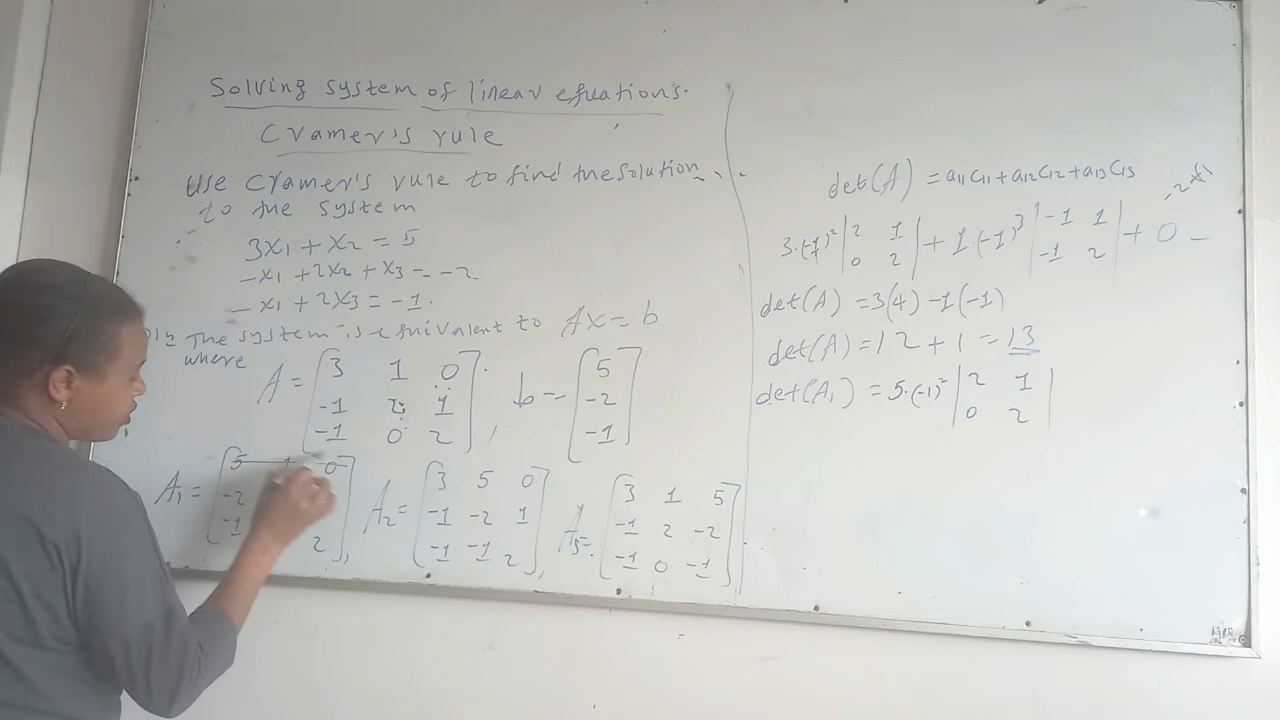 Solving system of linear equations.
Cramer's rule
Use Cramer's rule to find the solution
to the system
3x₁ + x₂ = 5
-x₁ + 2x₂ + x₃ = -2
-x₁ + 2x₃ = -1.
The system is equivalent to Ax = b
where
A = [3 1 0
-1 2 1
-1 0 2],
b = [5
-2
-1]
A₁ = [5 1 0
-2
-1 2],
A₂ = [3 5 0
-1 -2 1
-1 -1 2],
A₃ = [3 1 5
-1 2 -2
-1 0 -1]
det(A) = a₁₁c₁₁ + a₁₂c₁₂ + a₁₃c₁₃
3·(-1)² |2 1
0 2| + 1·(-1)³ |-1 1
-1 2| + 0
det(A) = 3(4) - 1(-1)
det(A) = 12 + 1 = 13
det(A₁) = 5·(-1)² |2 1
0 2|